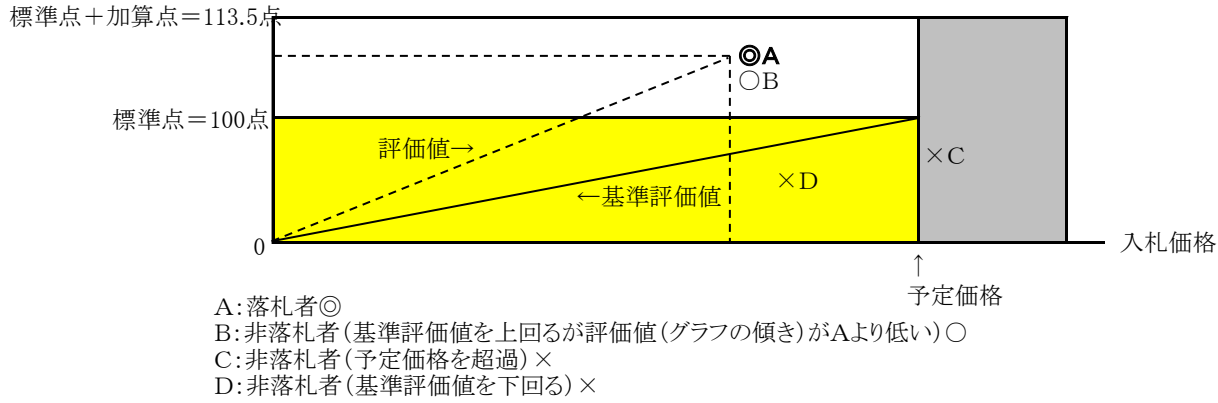 標準点+加算点=113.5点
◎A
○B
標準点=100点
評価値→
×C
×D
←基準評価値
0
入札価格
↑
予定価格
A:落札者◎
B:非落札者(基準評価値を上回るが評価値(グラフの傾き)がAより低い)○
C:非落札者(予定価格を超過)×
D:非落札者(基準評価値を下回る)×